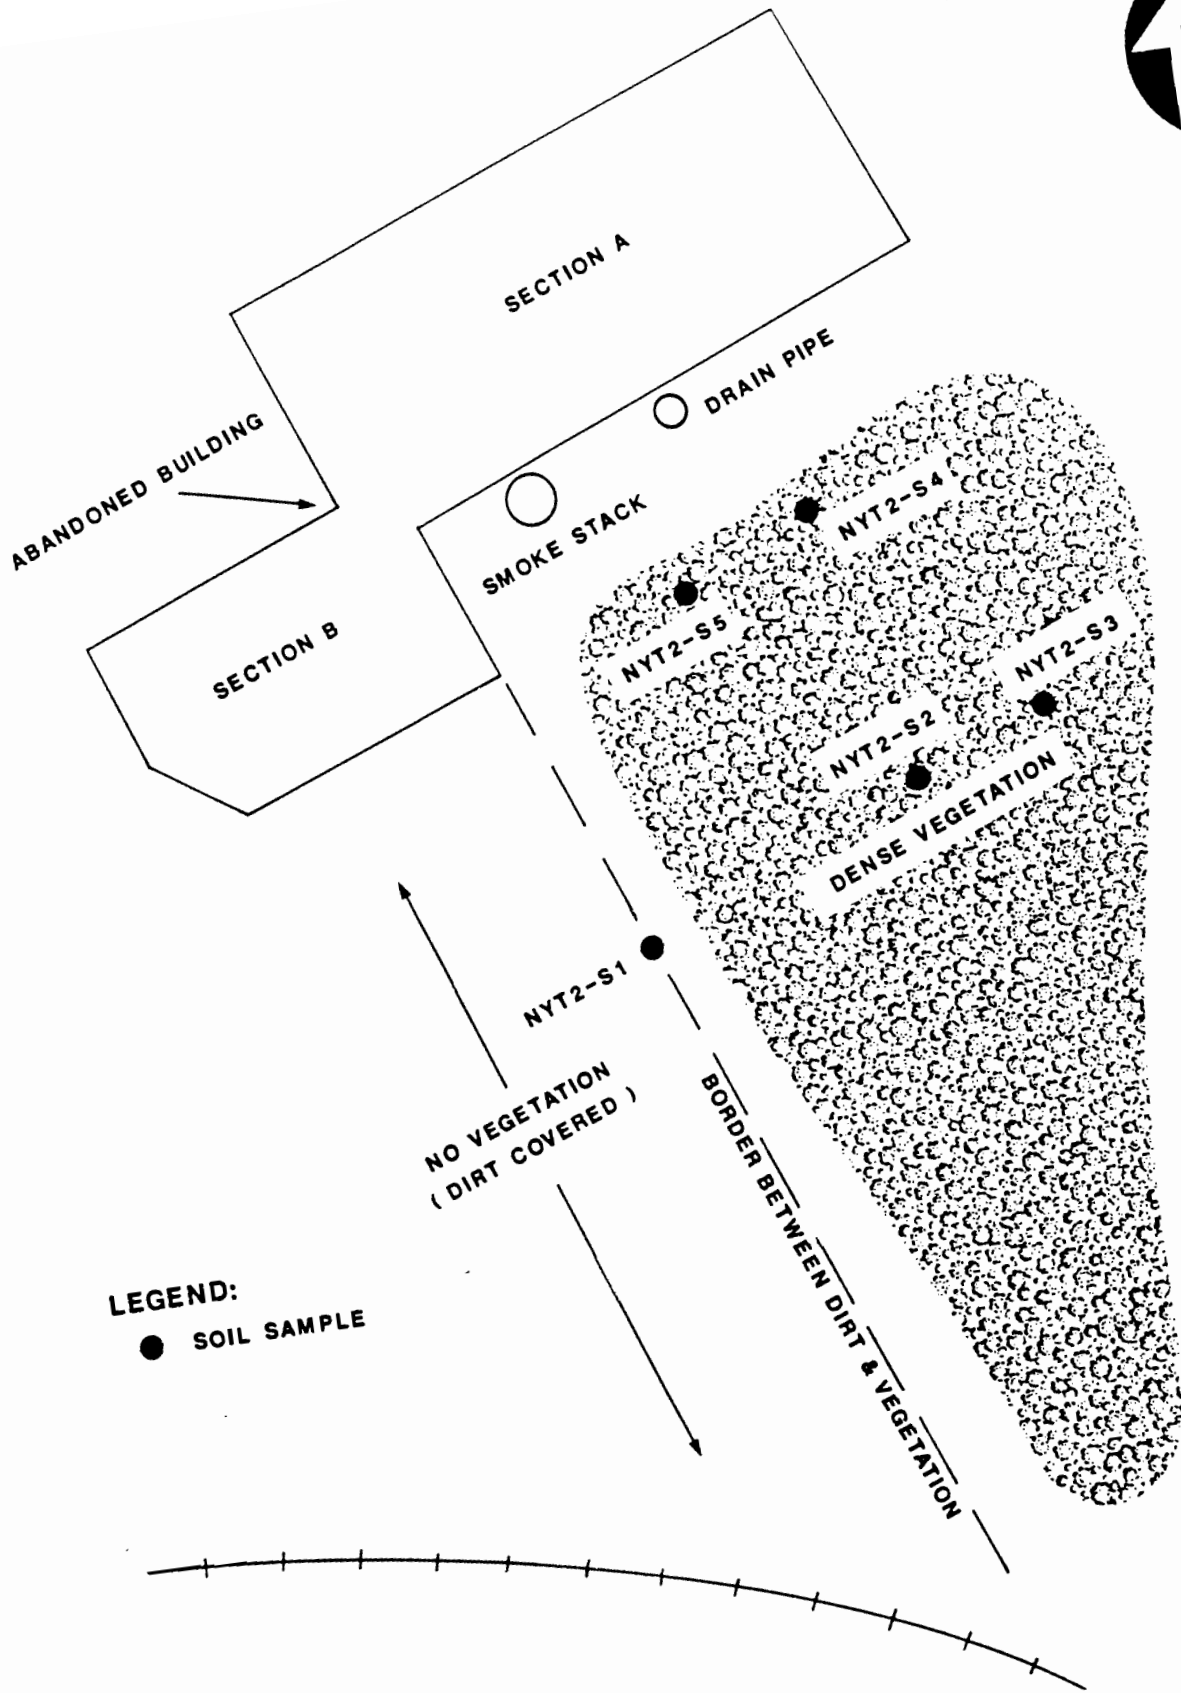 SECTION A
DRAIN PIPE
ABANDONED BUILDING
SMOKE STACK
NYT2-S4
NYT2-S5
SECTION B
NYT2-S3
NYT2-S2
DENSE VEGETATION
NYT2-S1
NO VEGETATION
( DIRT COVERED )
BORDER BETWEEN DIRT & VEGETATION
LEGEND:
SOIL SAMPLE